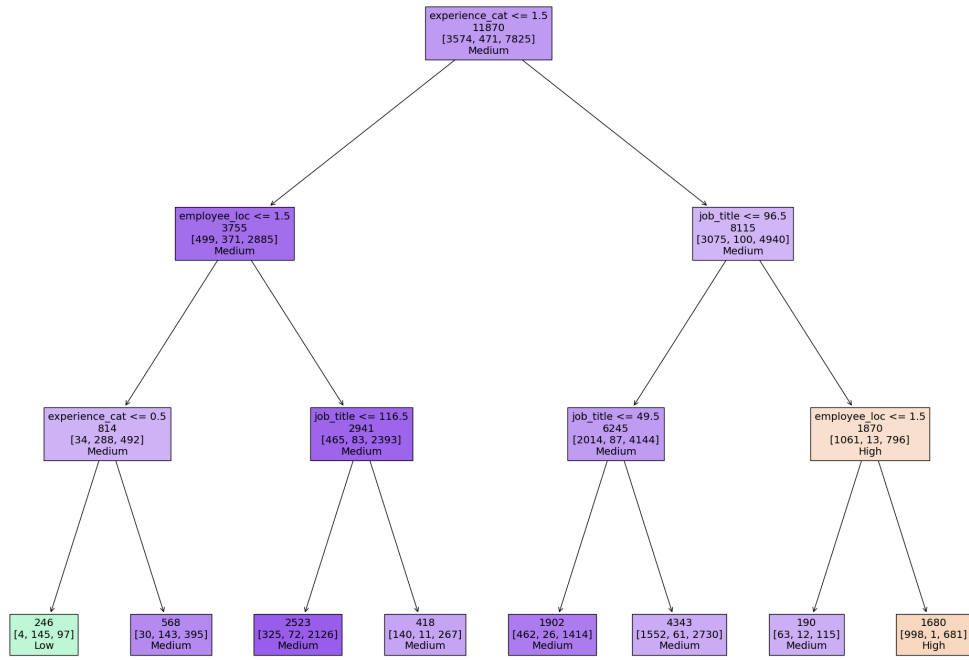 experience_cat <= 1.5
11870
[3574, 471, 7825]
Medium
employee_loc <= 1.5
3755
[499, 371, 2885]
Medium
job_title <= 96.5
8115
[3075, 100, 4940]
Medium
experience_cat <= 0.5
814
[34, 288, 492]
Medium
job_title <= 116.5
2941
[465, 83, 2393]
Medium
job_title <= 49.5
6245
[2014, 87, 4144]
Medium
employee_loc <= 1.5
1870
[1061, 13, 796]
High
246
[4, 145, 97]
Low
568
[30, 143, 395]
Medium
2523
[325, 72, 2126]
Medium
418
[140, 11, 267]
Medium
1902
[462, 26, 1414]
Medium
4343
[1552, 61, 2730]
Medium
190
[63, 12, 115]
Medium
1680
[998, 1, 681]
High